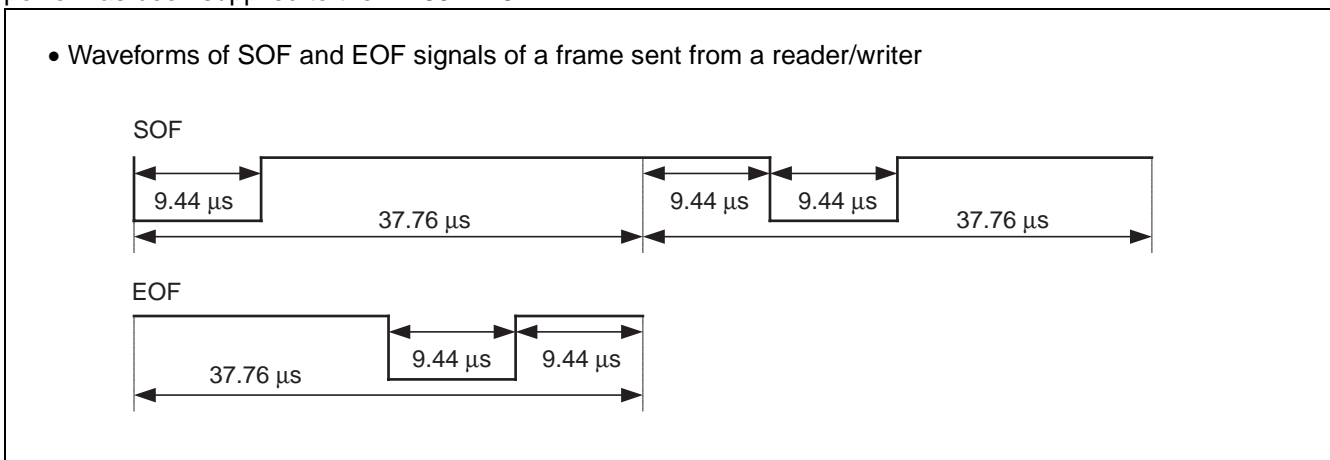 • Waveforms of SOF and EOF signals of a frame sent from a reader/writer
SOF
9.44 μs
9.44 μs
9.44 μs
37.76 μs
37.76 μs
EOF
9.44 μs
9.44 μs
37.76 μs